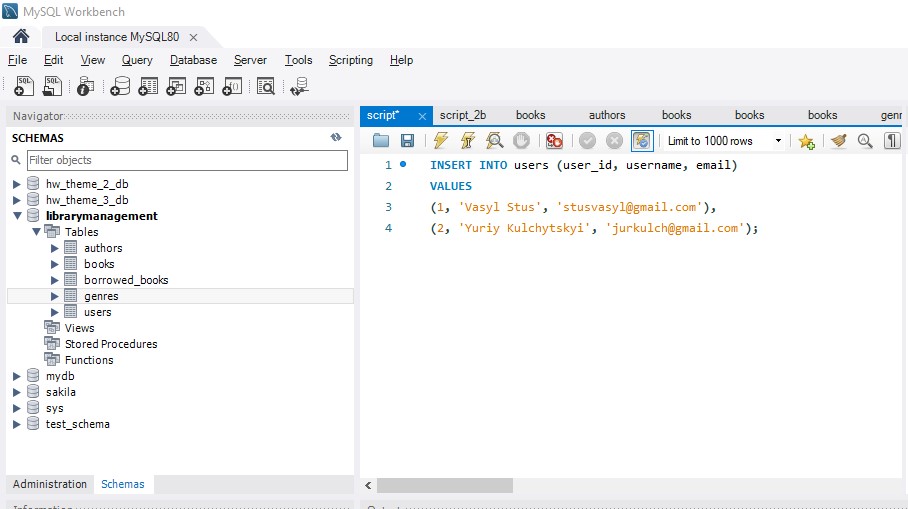 MySQL Workbench
Local instance MySQL80
File Edit View Query Database Server Tools Scripting Help
Navigator
SCHEMAS
Filter objects
hw_theme_2_db
hw_theme_3_db
librarymanagement
Tables
authors
books
borrowed_books
genres
users
Views
Stored Procedures
Functions
mydb
sakila
sys
test_schema
Administration Schemas
Information
script* script_2b books authors books books books genr
Limit to 1000 rows
1 INSERT INTO users (user_id, username, email)
2 VALUES
3 (1, 'Vasyl Stus', 'stusvasyl@gmail.com'),
4 (2, 'Yuriy Kulchytskyi', 'jurkulch@gmail.com');
Output